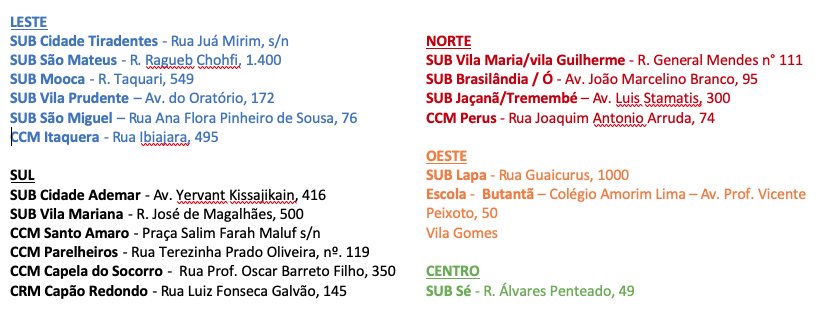 LESTE
SUB Cidade Tiradentes - Rua Juá Mirim, s/n
SUB São Mateus - R. Ragueb Chohfi, 1.400
SUB Mooca - R. Taquari, 549
SUB Vila Prudente – Av. do Oratório, 172
SUB São Miguel – Rua Ana Flora Pinheiro de Sousa, 76
CCM Itaquera - Rua Ibiajara, 495
SUL
SUB Cidade Ademar - Av. Yervant Kissajikain, 416
SUB Vila Mariana - R. José de Magalhães, 500
CCM Santo Amaro - Praça Salim Farah Maluf s/n
CCM Parelheiros - Rua Terezinha Prado Oliveira, nº. 119
CCM Capela do Socorro - Rua Prof. Oscar Barreto Filho, 350
CRM Capão Redondo - Rua Luiz Fonseca Galvão, 145
NORTE
SUB Vila Maria/vila Guilherme - R. General Mendes n° 111
SUB Brasilândia / Ó - Av. João Marcelino Branco, 95
SUB Jaçanã/Tremembé – Av. Luis Stamatis, 300
CCM Perus - Rua Joaquim Antonio Arruda, 74
OESTE
SUB Lapa - Rua Guaicurus, 1000
Escola - Butantã – Colégio Amorim Lima – Av. Prof. Vicente
Peixoto, 50
Vila Gomes
CENTRO
SUB Sé - R. Álvares Penteado, 49